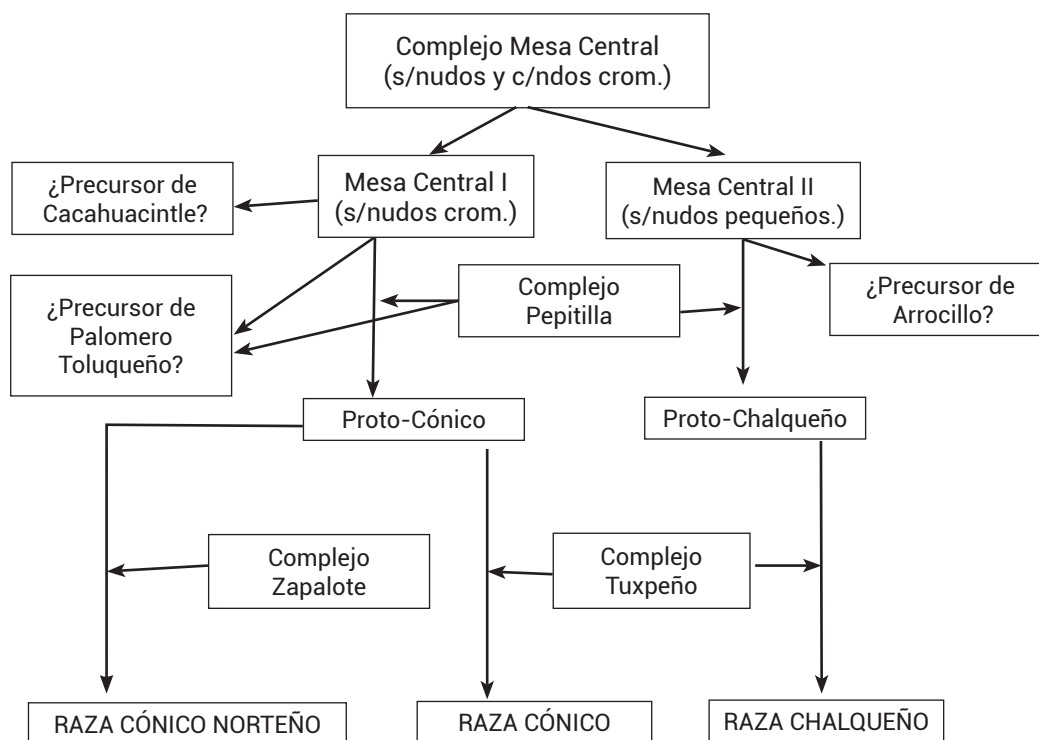 Complejo Mesa Central
(s/nudos y c/ndos crom.)
¿Precursor de
Cacahuacintle?
Mesa Central I
(s/nudos crom.)
Mesa Central II
(s/nudos pequeños.)
¿Precursor de
Palomero
Toluqueño?
Complejo
Pepitilla
¿Precursor de
Arrocillo?
Proto-Cónico
Proto-Chalqueño
Complejo
Zapalote
Complejo
Tuxpeño
RAZA CÓNICO NORTEÑO
RAZA CÓNICO
RAZA CHALQUEÑO